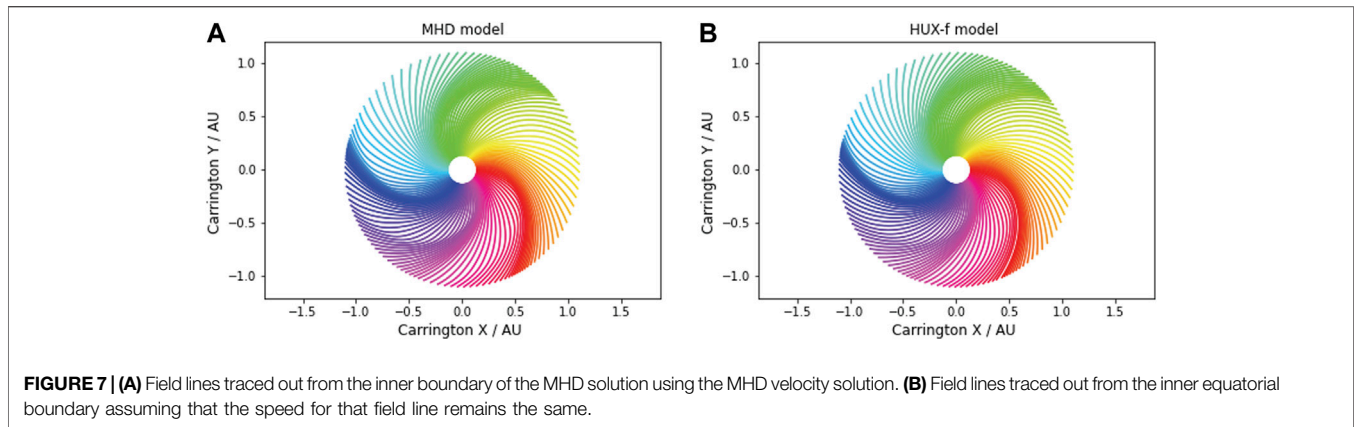 A
MHD model
Carrington Y / AU
1.0
0.5
0.0
−0.5
−1.0
−1.5
−1.0
−0.5
0.0
0.5
1.0
1.5
Carrington X / AU
B
HUX-f model
Carrington Y / AU
1.0
0.5
0.0
−0.5
−1.0
−1.5
−1.0
−0.5
0.0
0.5
1.0
1.5
Carrington X / AU
FIGURE 7 | (A) Field lines traced out from the inner boundary of the MHD solution using the MHD velocity solution. (B) Field lines traced out from the inner equatorial
boundary assuming that the speed for that field line remains the same.